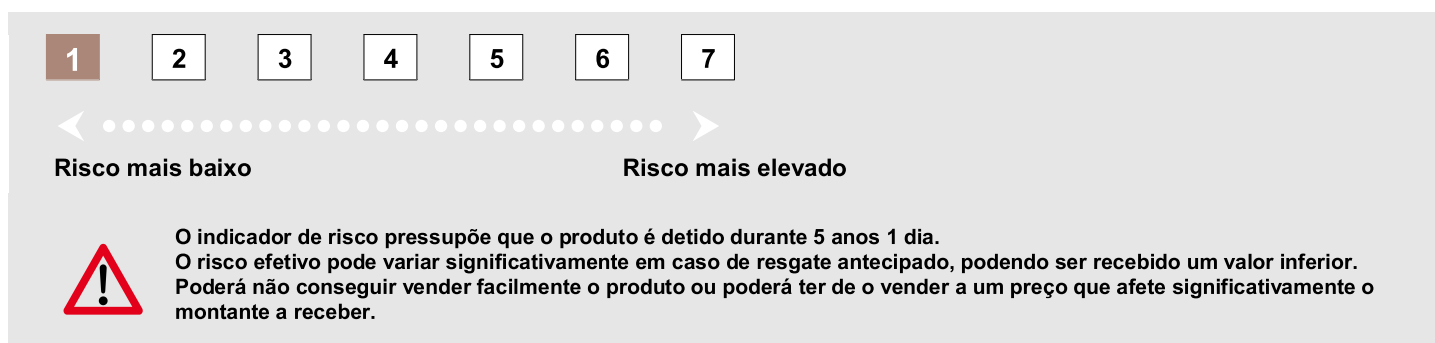 1 2 3 4 5 6 7
Risco mais baixo Risco mais elevado
!
O indicador de risco pressupõe que o produto é detido durante 5 anos 1 dia.
O risco efetivo pode variar significativamente em caso de resgate antecipado, podendo ser recebido um valor inferior.
Poderá não conseguir vender facilmente o produto ou poderá ter de o vender a um preço que afete significativamente o
montante a receber.